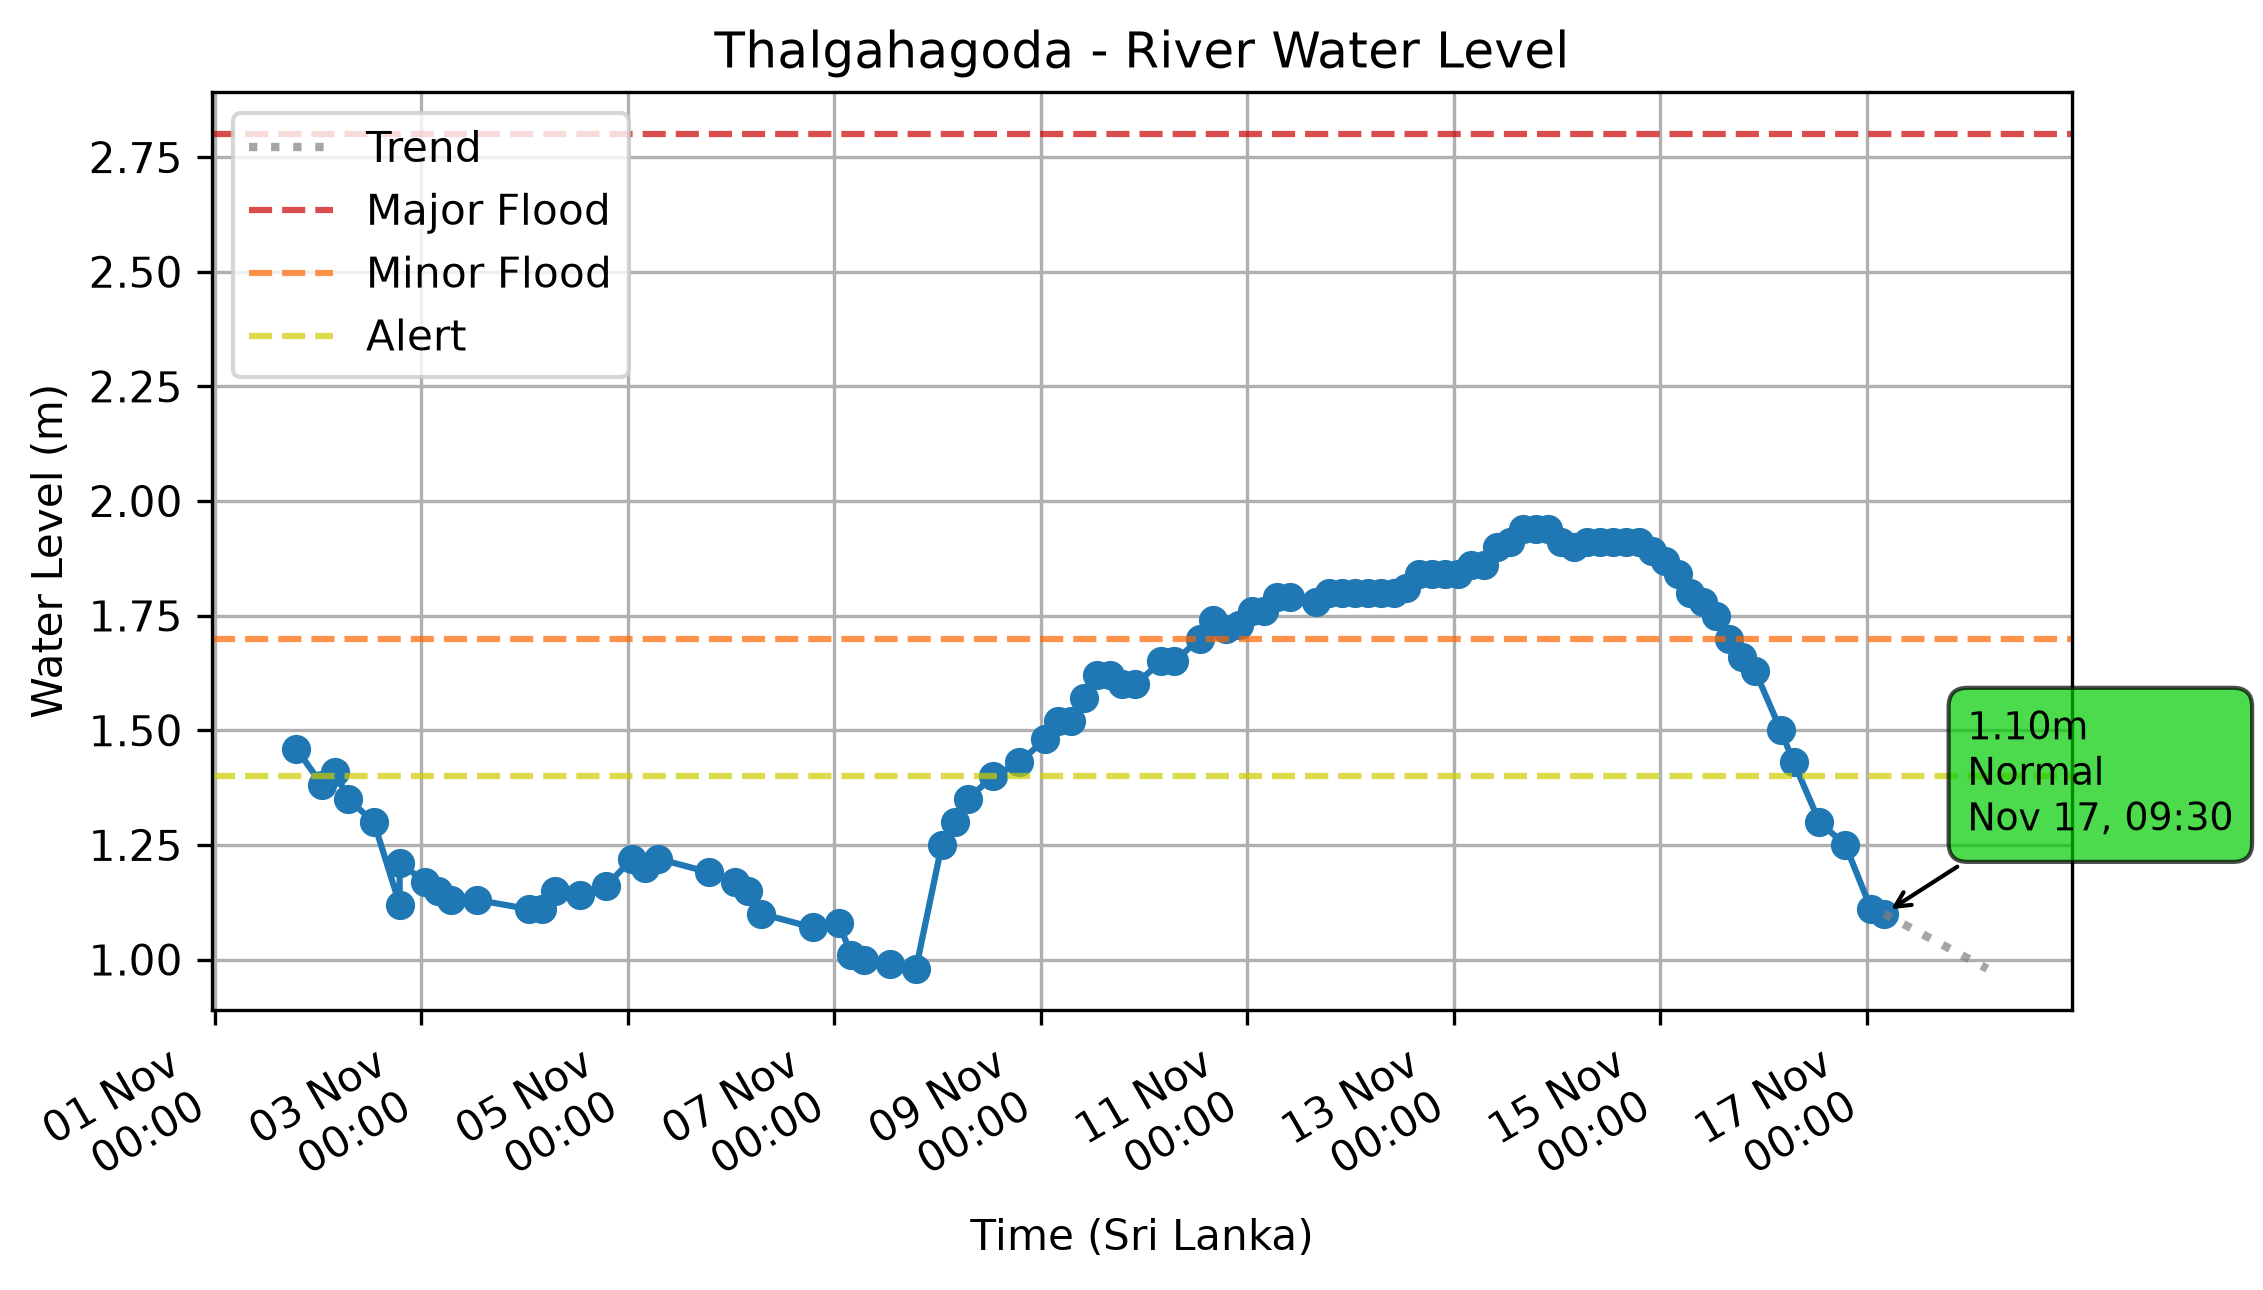 Thalgahagoda - River Water Level
Trend
Major Flood
Minor Flood
Alert
2.75
2.50
2.25
2.00
1.75
1.50
1.25
1.00
Water Level (m)
1.10m
Normal
Nov 17, 09:30
01 Nov
00:00
03 Nov
00:00
05 Nov
00:00
07 Nov
00:00
09 Nov
00:00
11 Nov
00:00
13 Nov
00:00
15 Nov
00:00
17 Nov
00:00
Time (Sri Lanka)